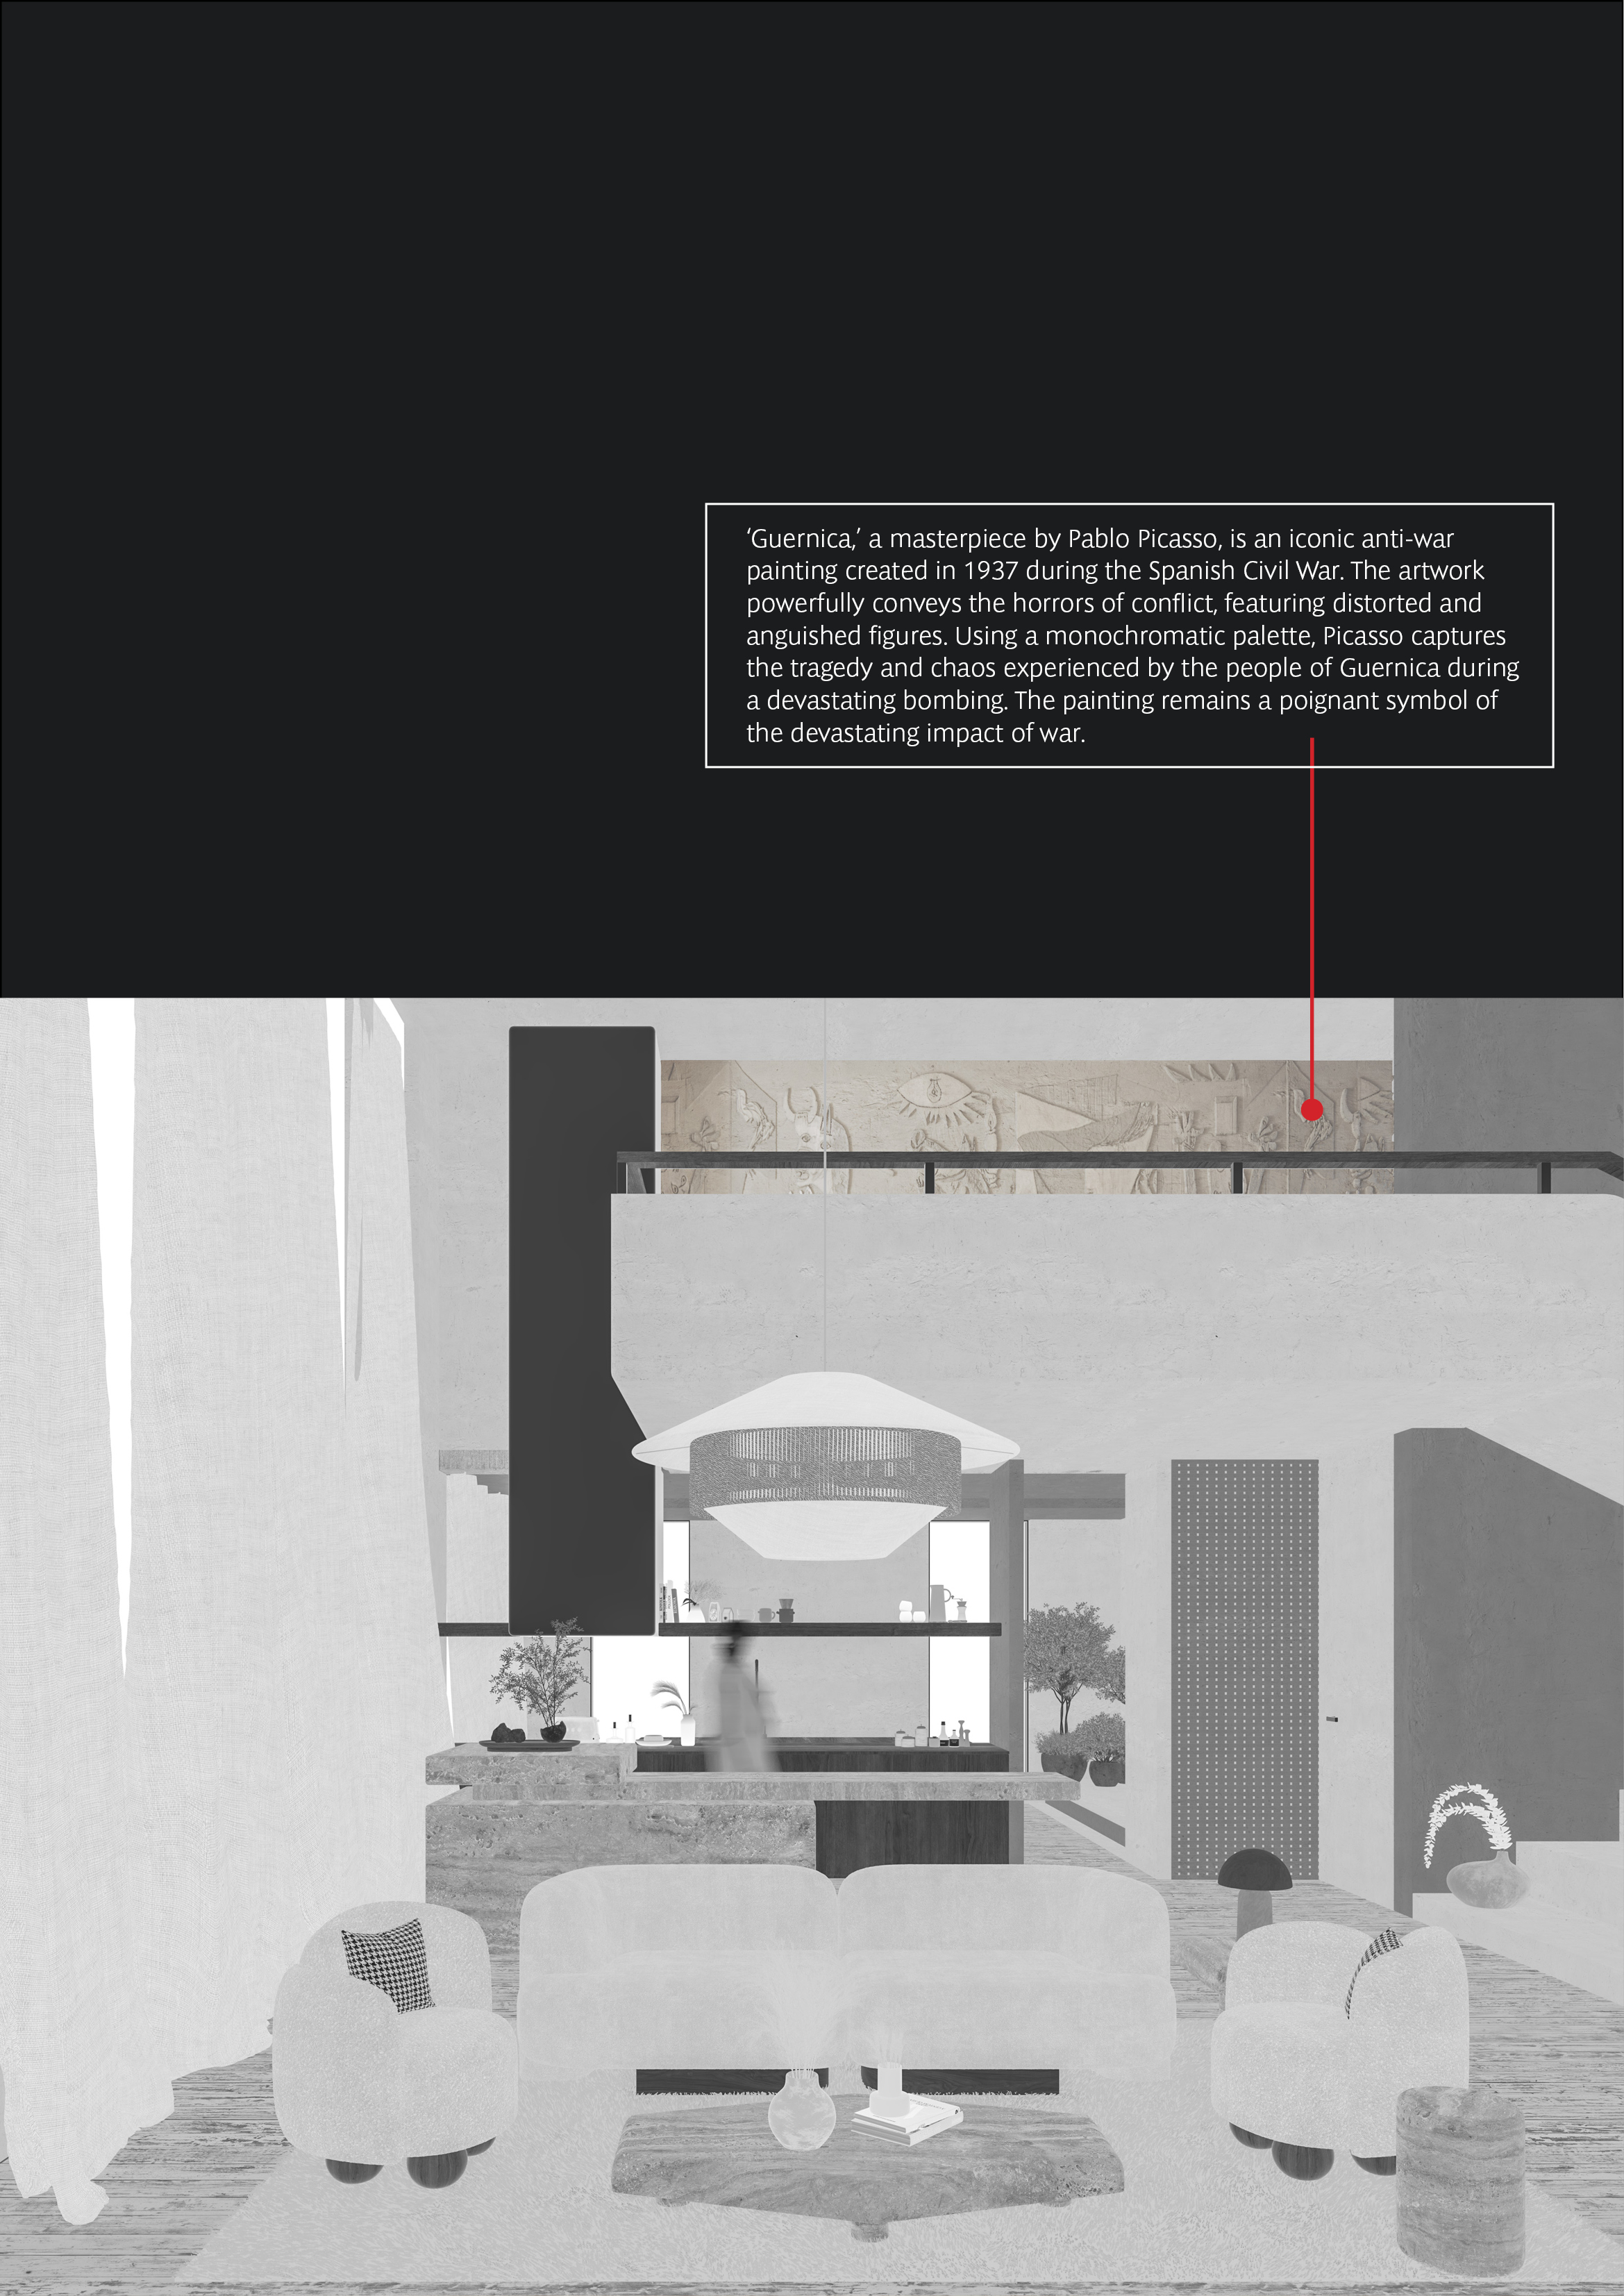 ‘Guernica,’ a masterpiece by Pablo Picasso, is an iconic anti-war
painting created in 1937 during the Spanish Civil War. The artwork
powerfully conveys the horrors of conflict, featuring distorted and
anguished figures. Using a monochromatic palette, Picasso captures
the tragedy and chaos experienced by the people of Guernica during
a devastating bombing. The painting remains a poignant symbol of
the devastating impact of war.